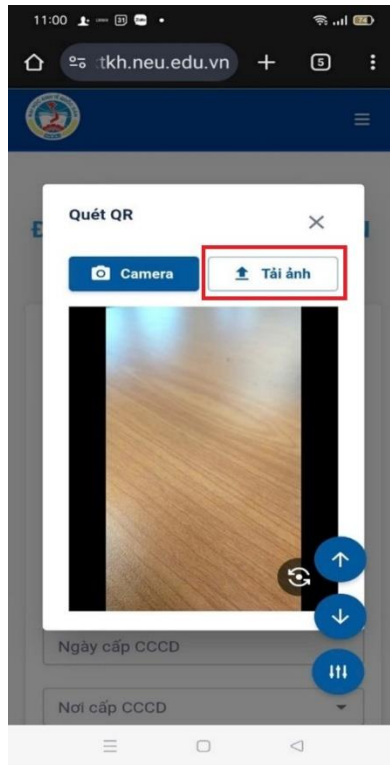 11:00
tkh.neu.edu.vn
5
Quét QR
Camera
Tải ảnh
Ngày cấp CCCD
Nơi cấp CCCD